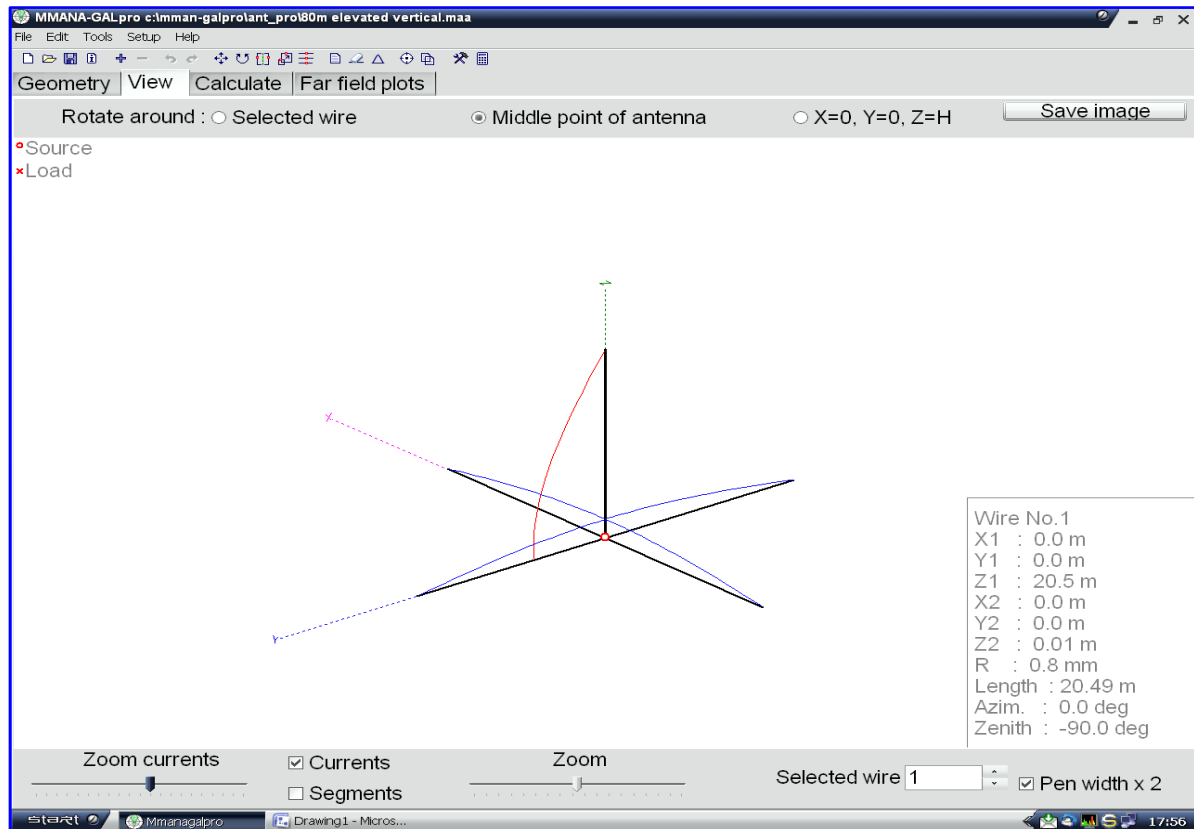 MMANA-GALpro c:\mman-galpro\ant_pro\80m elevated vertical.maa
File Edit Tools Setup Help
Geometry View Calculate Far field plots
Rotate around : Selected wire Middle point of antenna X=0, Y=0, Z=H Save image
Source
Load
Z
X
Y
Wire No.1
X1 : 0.0 m
Y1 : 0.0 m
Z1 : 20.5 m
X2 : 0.0 m
Y2 : 0.0 m
Z2 : 0.01 m
R : 0.8 mm
Length : 20.49 m
Azim. : 0.0 deg
Zenith : -90.0 deg
Zoom currents Currents Zoom
Segments
Selected wire 1 Pen width x 2
start Mmanagalpro Drawing1 - Micros... 17:56